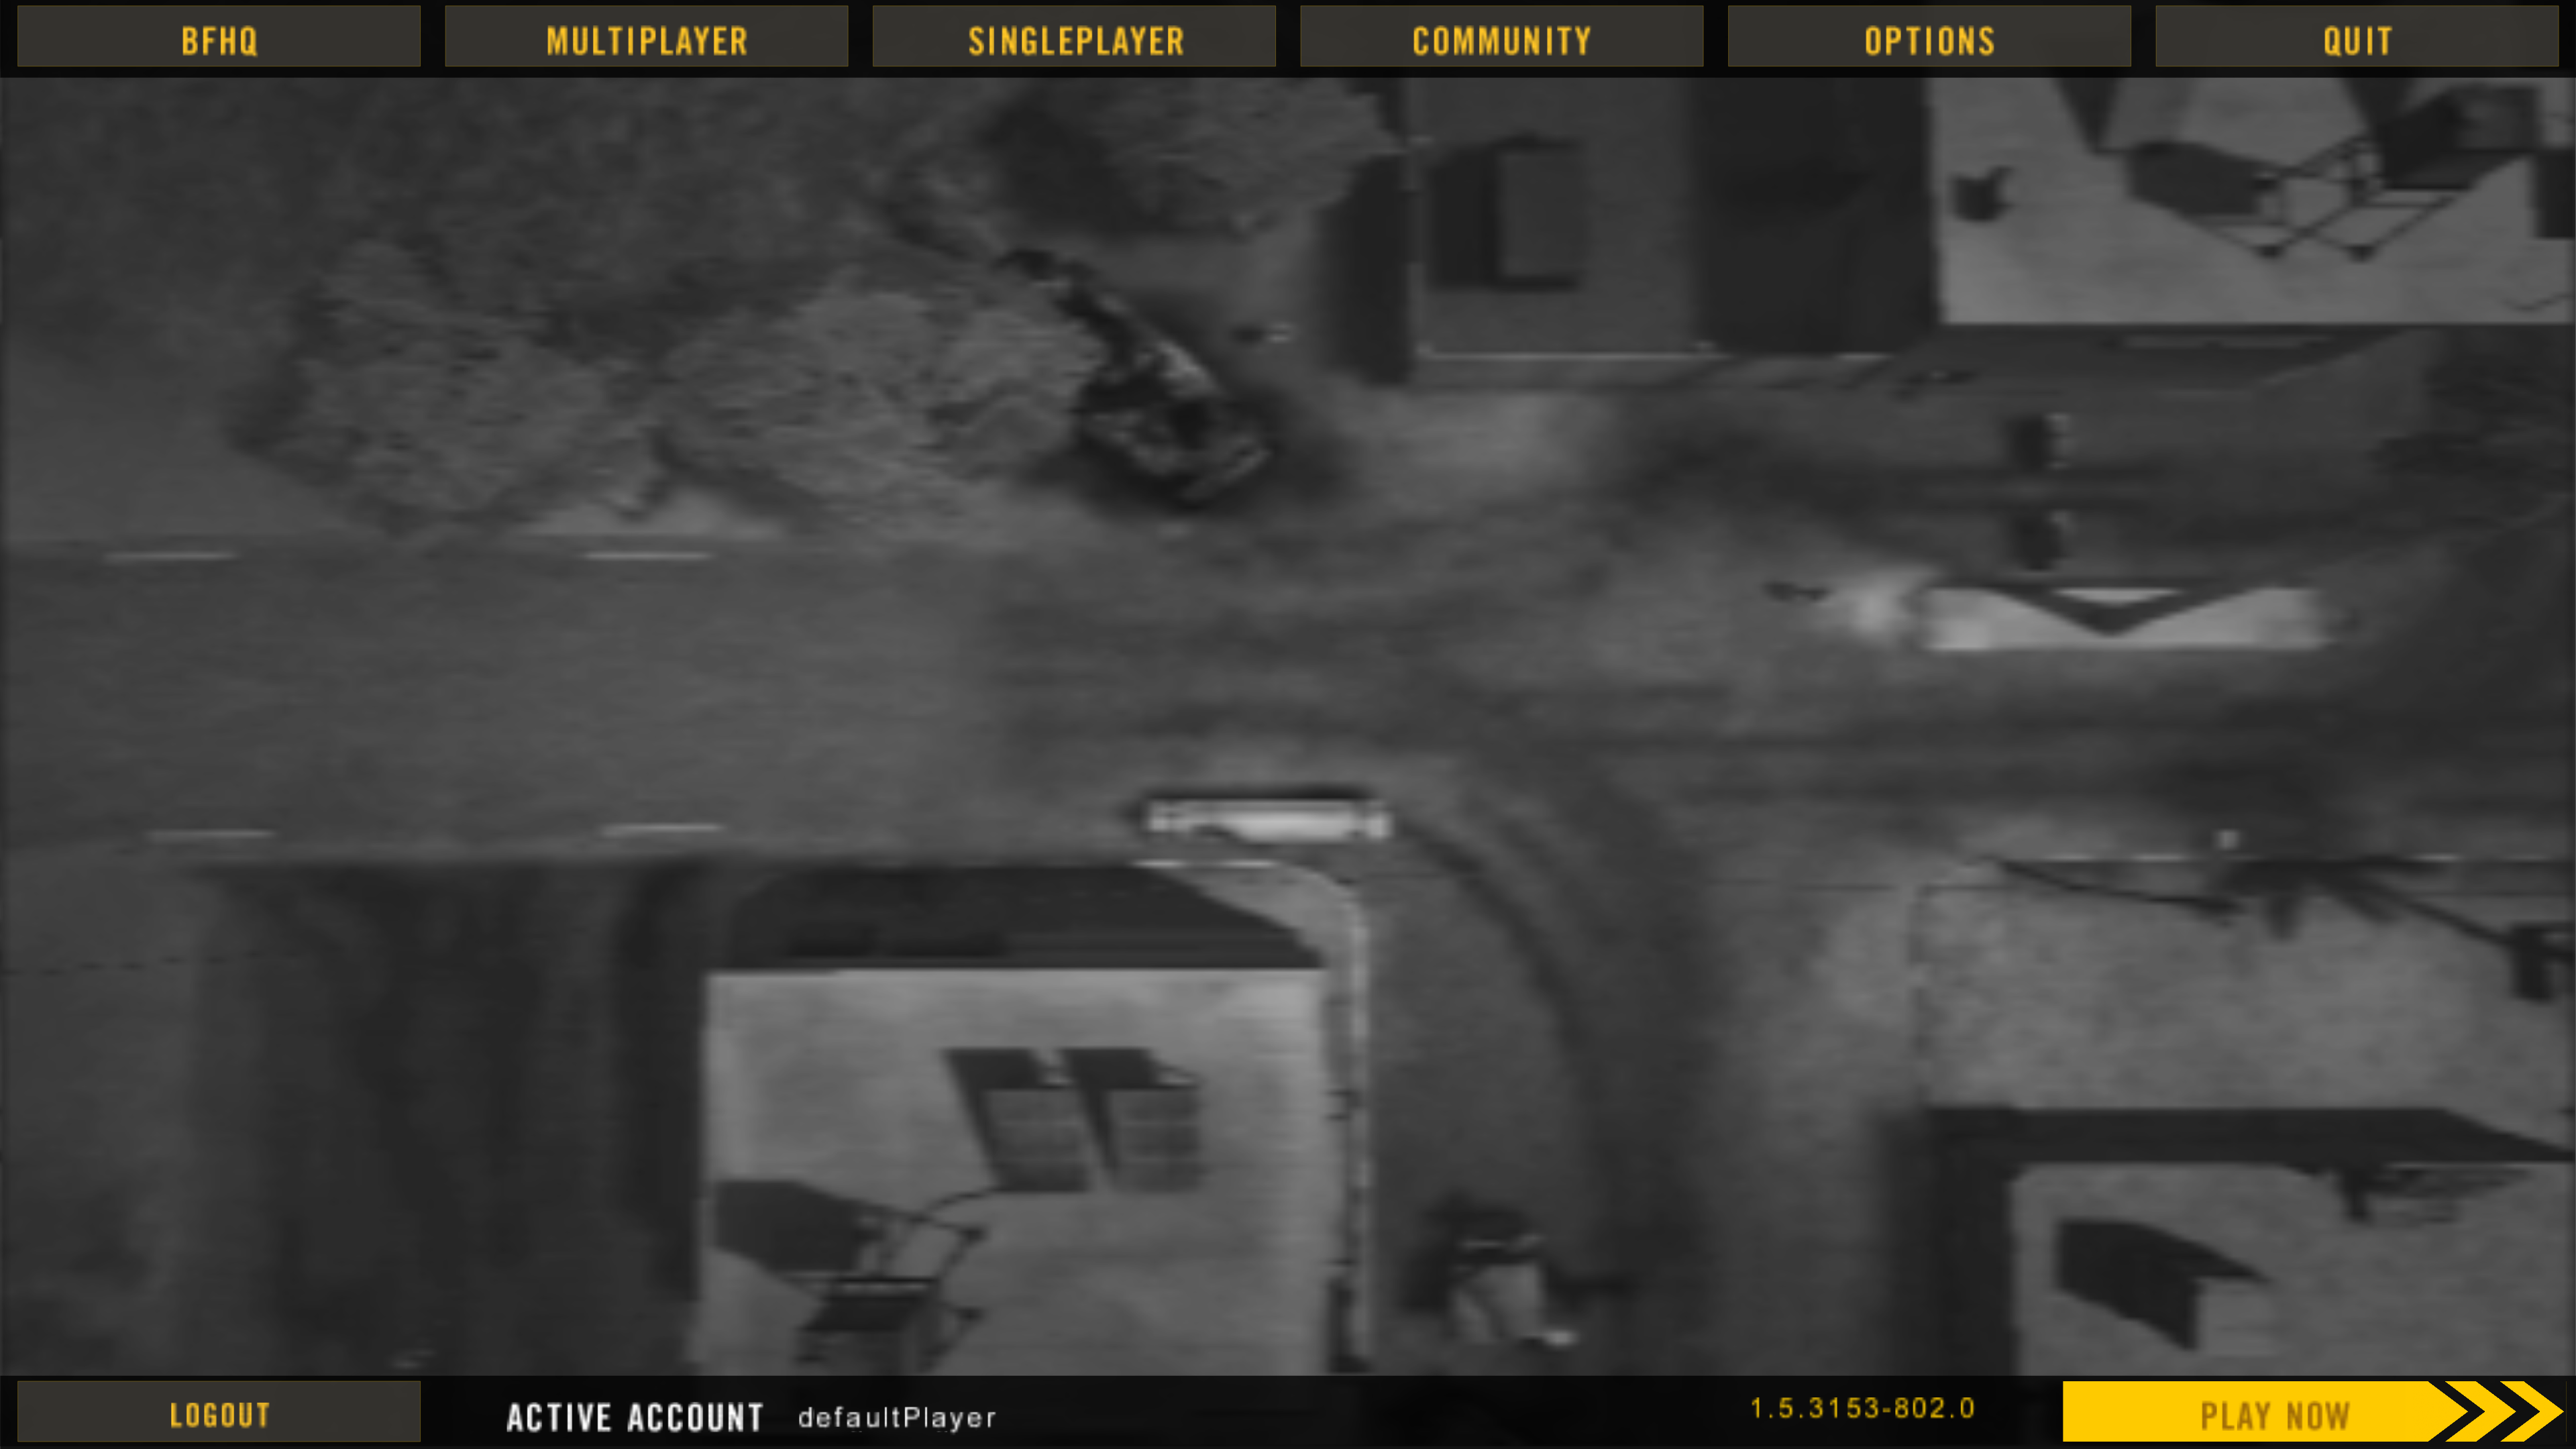 BFHQ
MULTIPLAYER
SINGLEPLAYER
COMMUNITY
OPTIONS
QUIT
LOGOUT
ACTIVE ACCOUNT defaultPlayer
1.5.3153-802.0
PLAY NOW